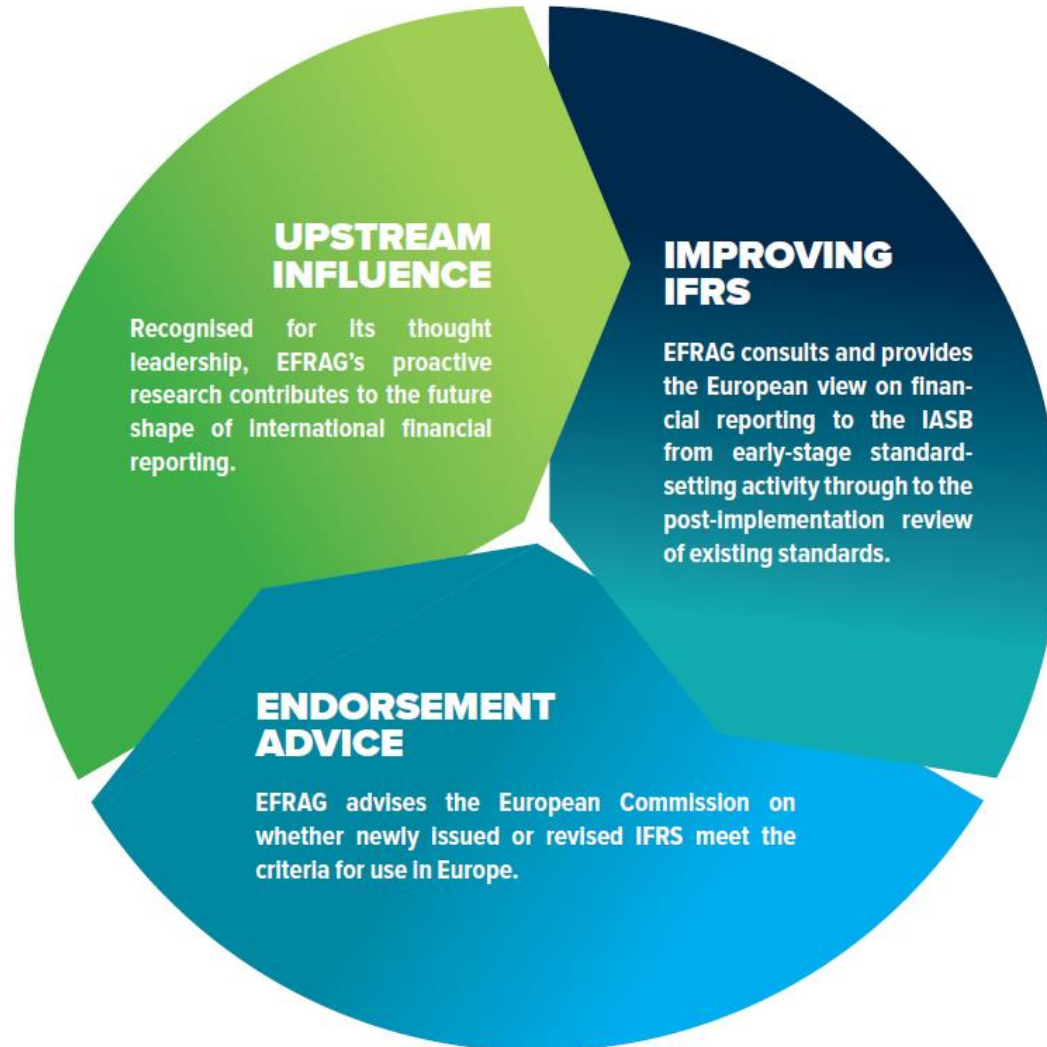 UPSTREAM
INFLUENCE
Recognised for its thought
leadership, EFRAG's proactive
research contributes to the future
shape of international financial
reporting.
IMPROVING
IFRS
EFRAG consults and provides
the European view on finan-
cial reporting to the IASB
from early-stage standard-
setting activity through to the
post-implementation review
of existing standards.
ENDORSEMENT
ADVICE
EFRAG advises the European Commission on
whether newly issued or revised IFRS meet the
criteria for use in Europe.